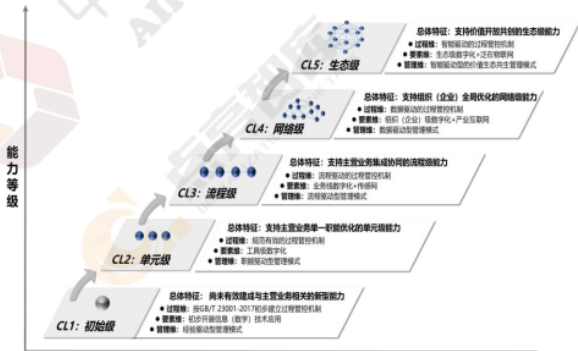 能力等级
总体特征：支持价值开放共创的生态级能力
过程维：智能驱动的过程管控机制
要素维：生态级数字化+泛在物联网
管理维：智能驱动型的价值生态共生管理模式
CL5：生态级
总体特征：支持组织（企业）全局优化的网络级能力
过程维：数据驱动的过程管控机制
要素维：组织（企业）级数字化+产业互联网
管理维：数据驱动型管理模式
CL4：网络级
总体特征：支持主营业务集成协同的流程级能力
过程维：流程驱动的过程管控机制
要素维：业务线数字化+传感网
管理维：流程驱动型管理模式
CL3：流程级
总体特征：支持主营业务单一职能优化的单元级能力
过程维：规范有效的过程管控机制
要素维：工具级数字化
管理维：职能驱动型管理模式
CL2：单元级
总体特征：尚未有效建成与主营业务相关的新型能力
过程维：按GB/T 23001-2017初步建立过程管控机制
要素维：初步开展信息（数字）技术应用
管理维：经验驱动型管理模式
CL1：初始级